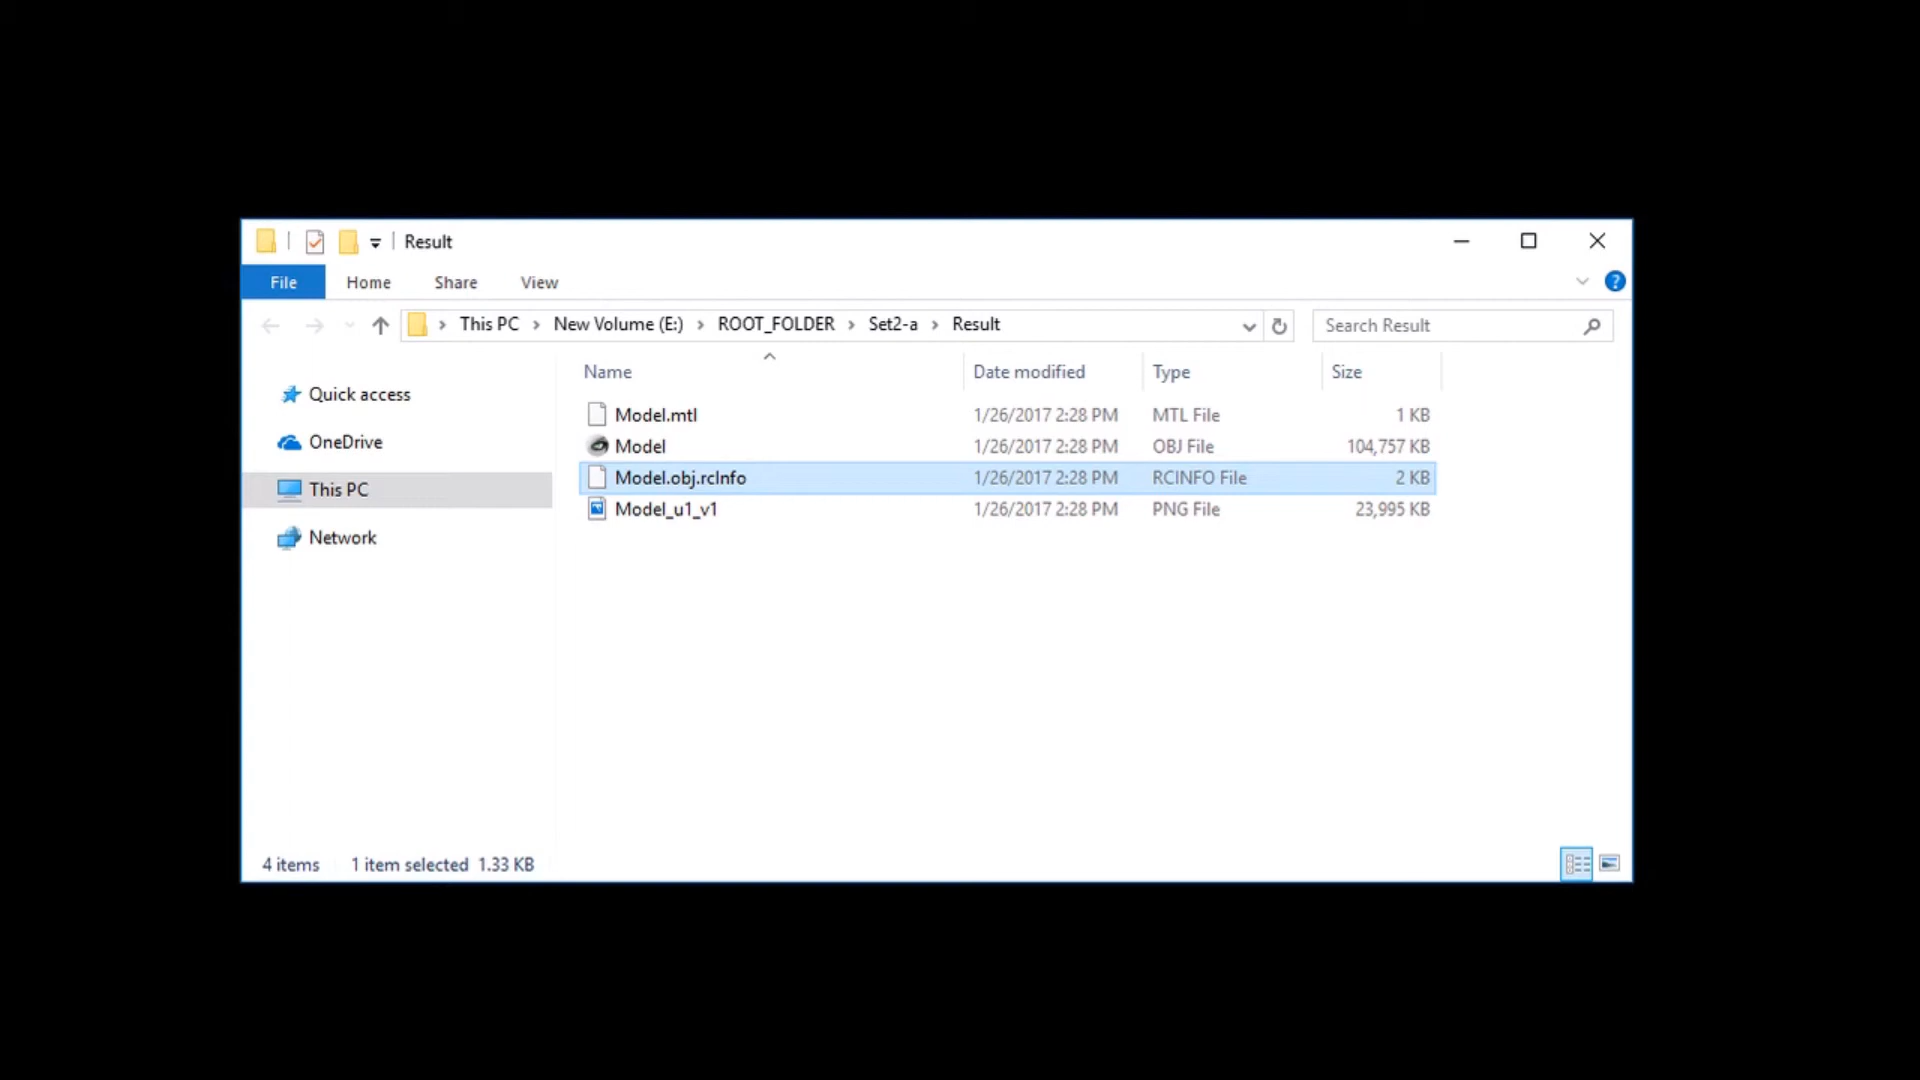 Result
File Home Share View
This PC New Volume (E:) ROOT_FOLDER Set2-a Result
Search Result
Name Date modified Type Size
Quick access
OneDrive
This PC
Network
Model.mtl 1/26/2017 2:28 PM MTL File 1 KB
Model 1/26/2017 2:28 PM OBJ File 104,757 KB
Model.obj.rcInfo 1/26/2017 2:28 PM RCINFO File 2 KB
Model_u1_v1 1/26/2017 2:28 PM PNG File 23,995 KB
4 items 1 item selected 1.33 KB